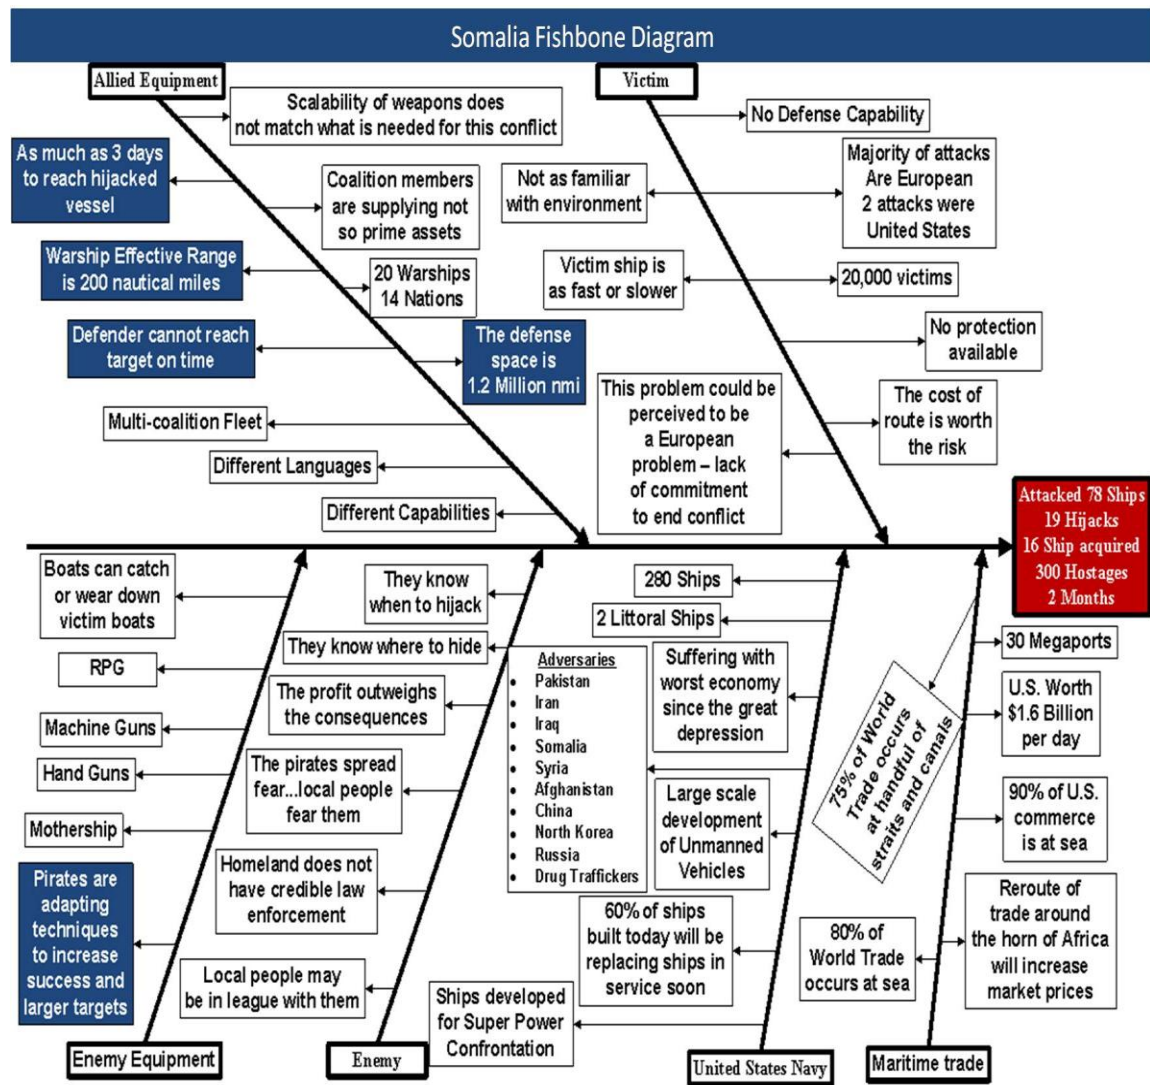 Somalia Fishbone Diagram
Allied Equipment
Scalability of weapons does
not match what is needed for this conflict
As much as 3 days
to reach hijacked
vessel
Coalition members
are supplying not
so prime assets
Warship Effective Range
is 200 nautical miles
20 Warships
14 Nations
Defender cannot reach
target on time
The defense
space is
1.2 Million nmi
Multi-coalition Fleet
Different Languages
Different Capabilities
Victim
No Defense Capability
Not as familiar
with environment
Majority of attacks
Are European
2 attacks were
United States
Victim ship is
as fast or slower
20,000 victims
No protection
available
This problem could be
perceived to be
a European
problem – lack
of commitment
to end conflict
The cost of
route is worth
the risk
Attacked 78 Ships
19 Hijacks
16 Ship acquired
300 Hostages
2 Months
Boats can catch
or wear down
victim boats
RPG
Machine Guns
Hand Guns
Mothership
Pirates are
adapting
techniques
to increase
success and
larger targets
Enemy Equipment
They know
when to hijack
They know where to hide
The profit outweighs
the consequences
The pirates spread
fear...local people
fear them
Homeland does not
have credible law
enforcement
Local people may
be in league with them
Enemy
280 Ships
2 Littoral Ships
Adversaries
• Pakistan
• Iran
• Iraq
• Somalia
• Syria
• Afghanistan
• China
• North Korea
• Russia
• Drug Traffickers
Suffering with
worst economy
since the great
depression
Large scale
development
of Unmanned
Vehicles
60% of ships
built today will be
replacing ships in
service soon
Ships developed
for Super Power
Confrontation
United States Navy
75% of World
Trade occurs
at handful of
straits and canals
30 Megaports
U.S. Worth
$1.6 Billion
per day
90% of U.S.
commerce
is at sea
80% of
World Trade
occurs at sea
Reroute of
trade around
the horn of Africa
will increase
market prices
Maritime trade